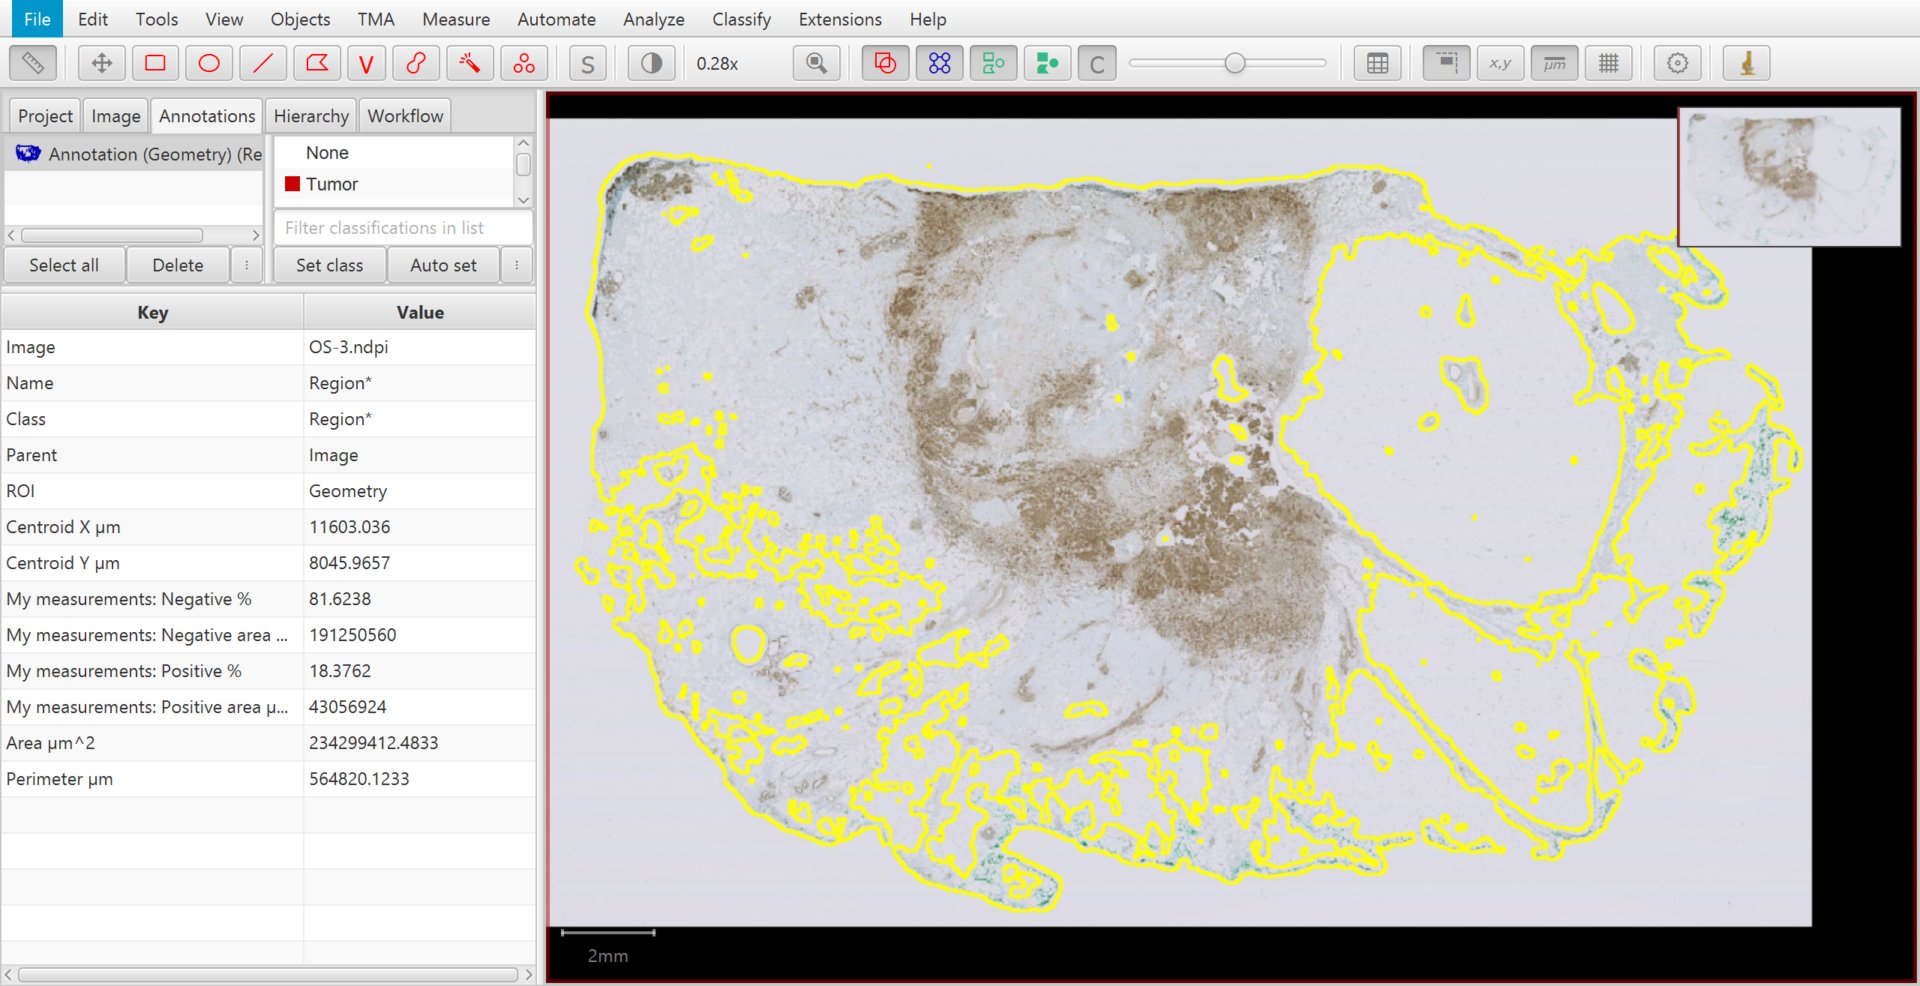 File Edit Tools View Objects TMA Measure Automate Analyze Classify Extensions Help
V S 0.28x C x,y µm
Project Image Annotations Hierarchy Workflow
Annotation (Geometry) (Re
None
Tumor
Filter classifications in list
Select all Delete Set class Auto set
Key Value
Image OS-3.ndpi
Name Region*
Class Region*
Parent Image
ROI Geometry
Centroid X µm 11603.036
Centroid Y µm 8045.9657
My measurements: Negative % 81.6238
My measurements: Negative area ... 191250560
My measurements: Positive % 18.3762
My measurements: Positive area µ... 43056924
Area µm^2 234299412.4833
Perimeter µm 564820.1233
2mm